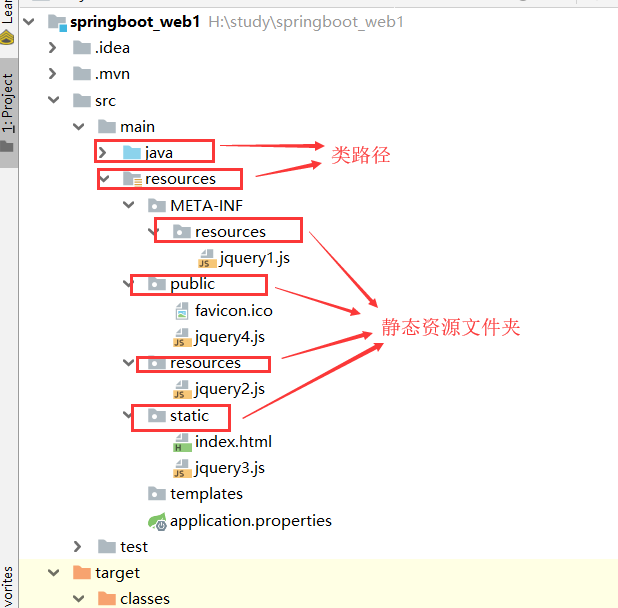 springboot_web1 H:\study\springboot_web1
.idea
.mvn
src
main
java
类路径
resources
META-INF
resources
jquery1.js
public
favicon.ico
静态资源文件夹
jquery4.js
resources
jquery2.js
static
index.html
jquery3.js
templates
application.properties
test
target
classes
1: Project
vorites